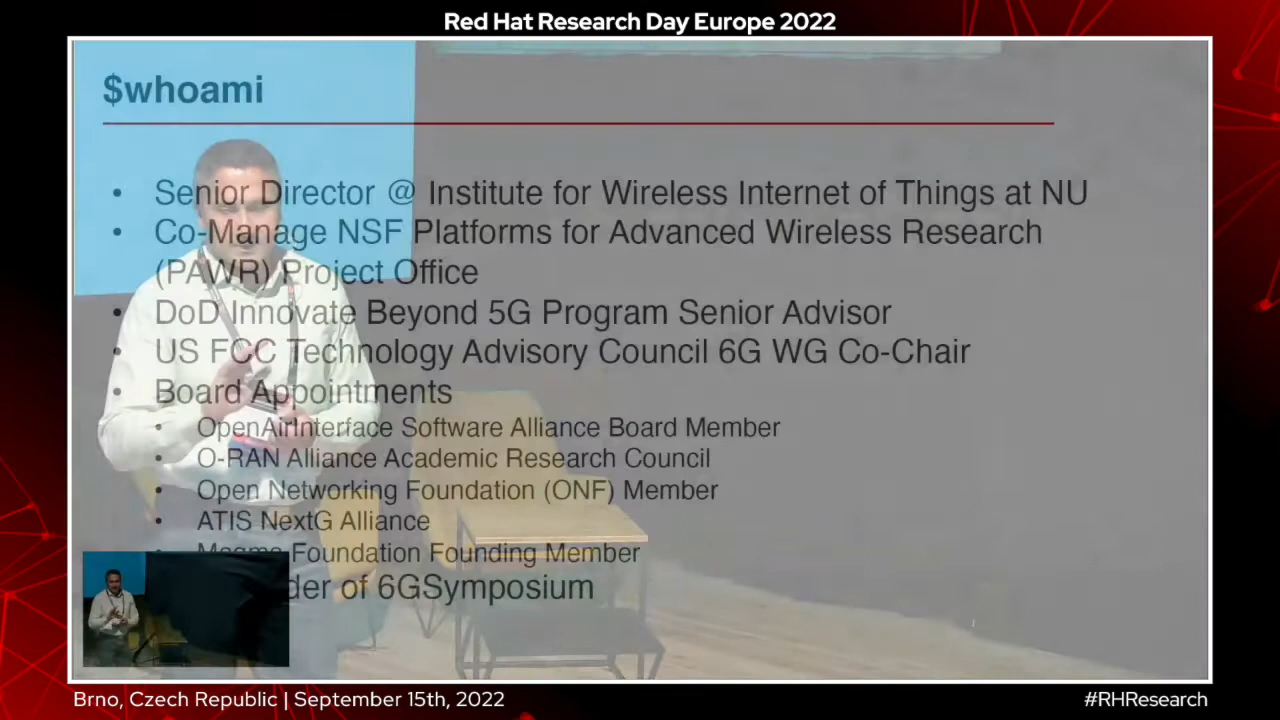 Red Hat Research Day Europe 2022
$whoami
• Senior Director @ Institute for Wireless Internet of Things at NU
• Co-Manage NSF Platforms for Advanced Wireless Research
(PAWR) Project Office
• DoD Innovate Beyond 5G Program Senior Advisor
• US FCC Technology Advisory Council 6G WG Co-Chair
• Board Appointments
• OpenAirInterface Software Alliance Board Member
• O-RAN Alliance Academic Research Council
• Open Networking Foundation (ONF) Member
• ATIS NextG Alliance
• Magma Foundation Founding Member
der of 6GSymposium
Brno, Czech Republic | September 15th, 2022
#RHResearch